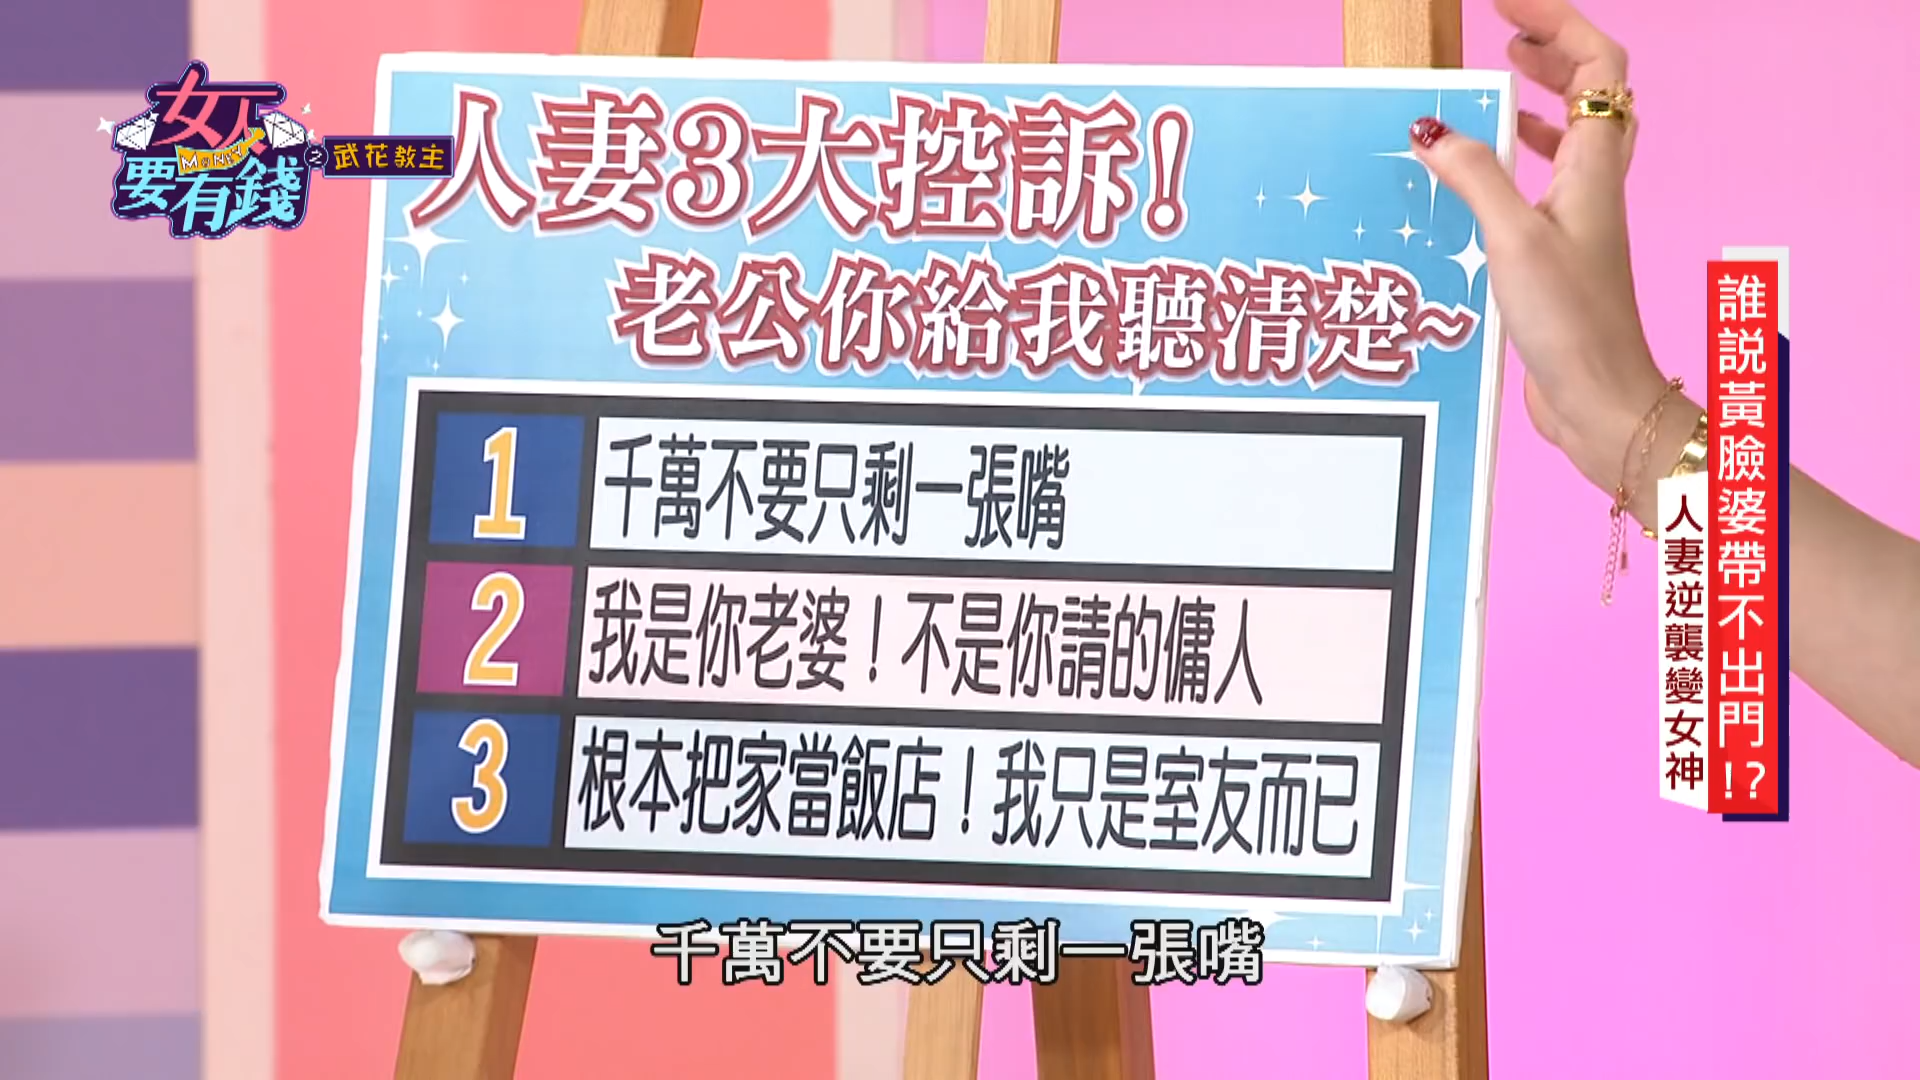 女人
MONEY
要有錢
之武花教主
人妻3大控訴!
老公你給我聽清楚~
1 千萬不要只剩一張嘴
2 我是你老婆!不是你請的傭人
3 根本把家當飯店!我只是室友而已
誰說黃臉婆帶不出門!?
人妻逆襲變女神
千萬不要只剩一張嘴